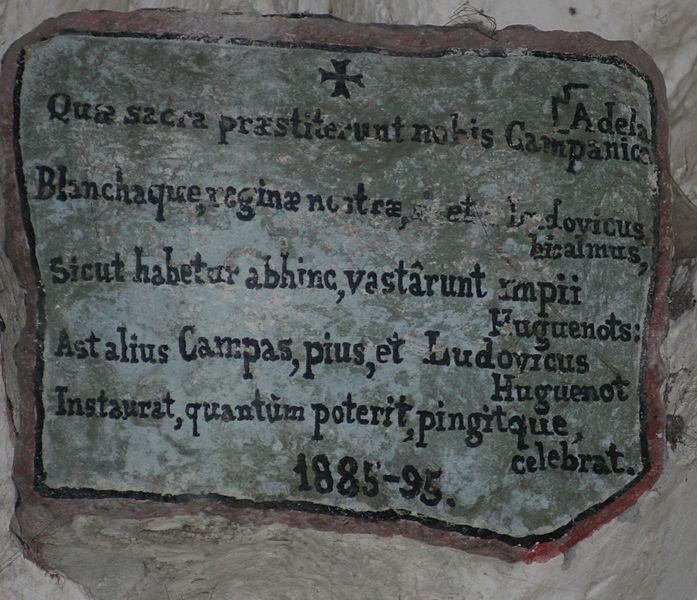 ✠
Quæ sacra præstiterunt nobis Campanica
Adela
Blanchaque, reginæ nostræ, et Ludovicus
bisalmus,
Sicut habetur abhinc, vastârunt impii
Huguenots:
Ast alius Campas, pius, et Ludovicus
Huguenot
Instaurat, quantùm poterit, pingitque,
celebrat.
1885-95.